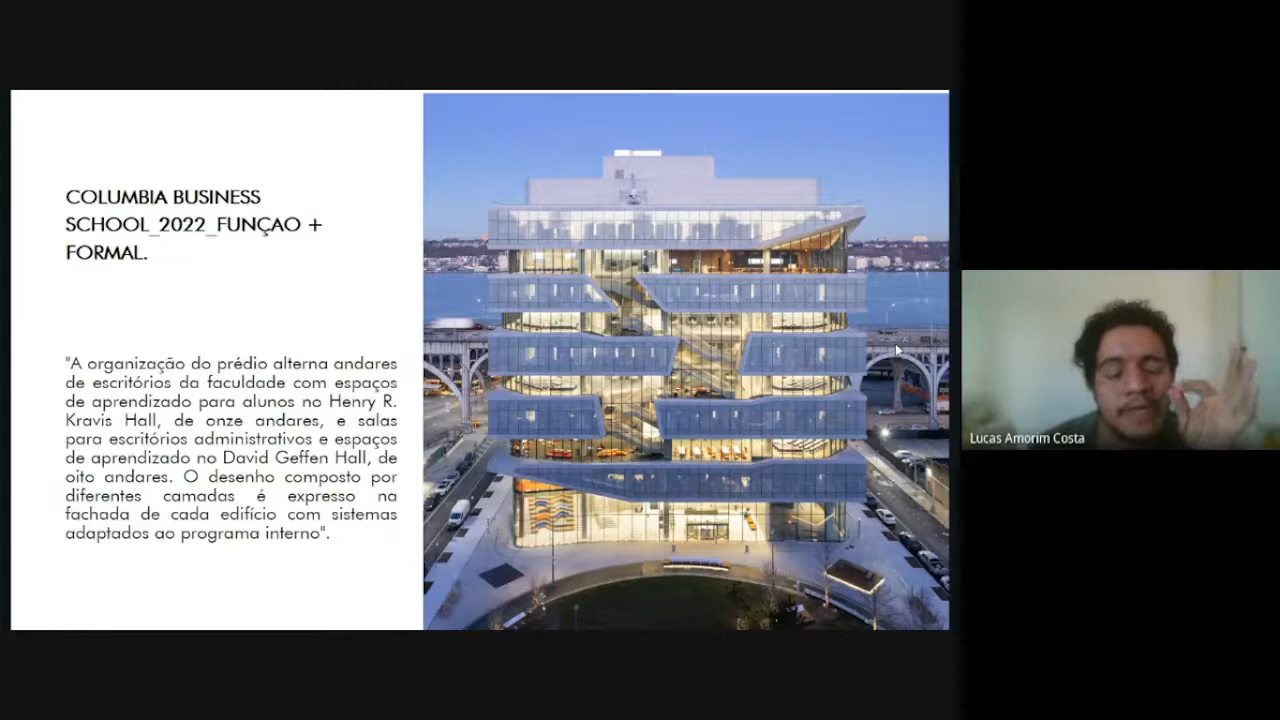 COLUMBIA BUSINESS
SCHOOL_2022_FUNÇAO +
FORMAL.
"A organização do prédio alterna andares
de escritórios da faculdade com espaços
de aprendizado para alunos no Henry R.
Kravis Hall, de onze andares, e salas
para escritórios administrativos e espaços
de aprendizado no David Geffen Hall, de
oito andares. O desenho composto por
diferentes camadas é expresso na
fachada de cada edifício com sistemas
adaptados ao programa interno".
Lucas Amorim Costa